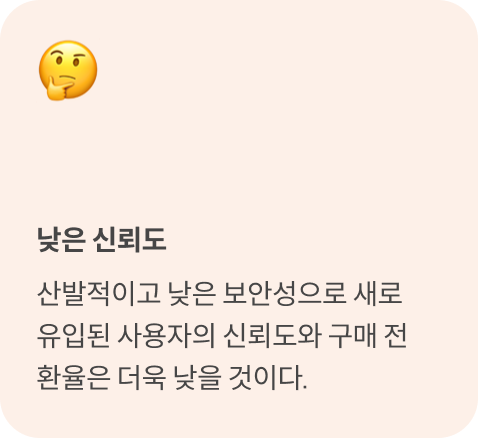 낮은 신뢰도
산발적이고 낮은 보안성으로 새로
유입된 사용자의 신뢰도와 구매 전
환율은 더욱 낮을 것이다.